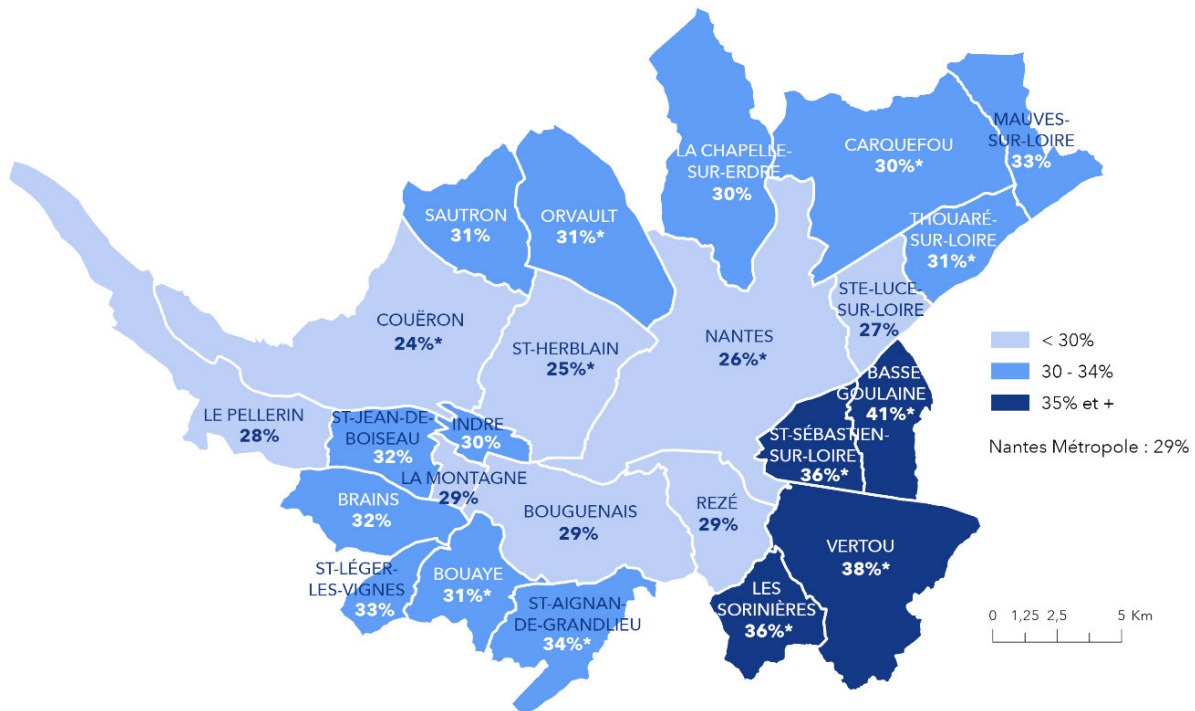 MAUVES-
SUR-LOIRE
33%
CARQUEFOU
30%*
LA CHAPELLE-
SUR-ERDRE
30%
SAUTRON
31%
ORVAULT
31%*
THOUARÉ-
SUR-LOIRE
31%*
STE-LUCE-
SUR-LOIRE
27%
COUËRON
24%*
ST-HERBLAIN
25%*
NANTES
26%*
BASSE
GOULAINE
41%*
LE PELLERIN
28%
ST-JEAN-DE-
BOISEAU
32%
INDRE
30%
ST-SÉBASTIEN-
SUR-LOIRE
36%*
LA MONTAGNE
29%
BRAINS
32%
BOUGUENAIS
29%
REZÉ
29%
VERTOU
38%*
ST-LÉGER-
LES-VIGNES
33%
BOUAYE
31%*
ST-AIGNAN-
DE-GRANDLIEU
34%*
LES
SORINIÈRES
36%*
< 30%
30 - 34%
35% et +
Nantes Métropole : 29%
0 1,25 2,5 5 Km